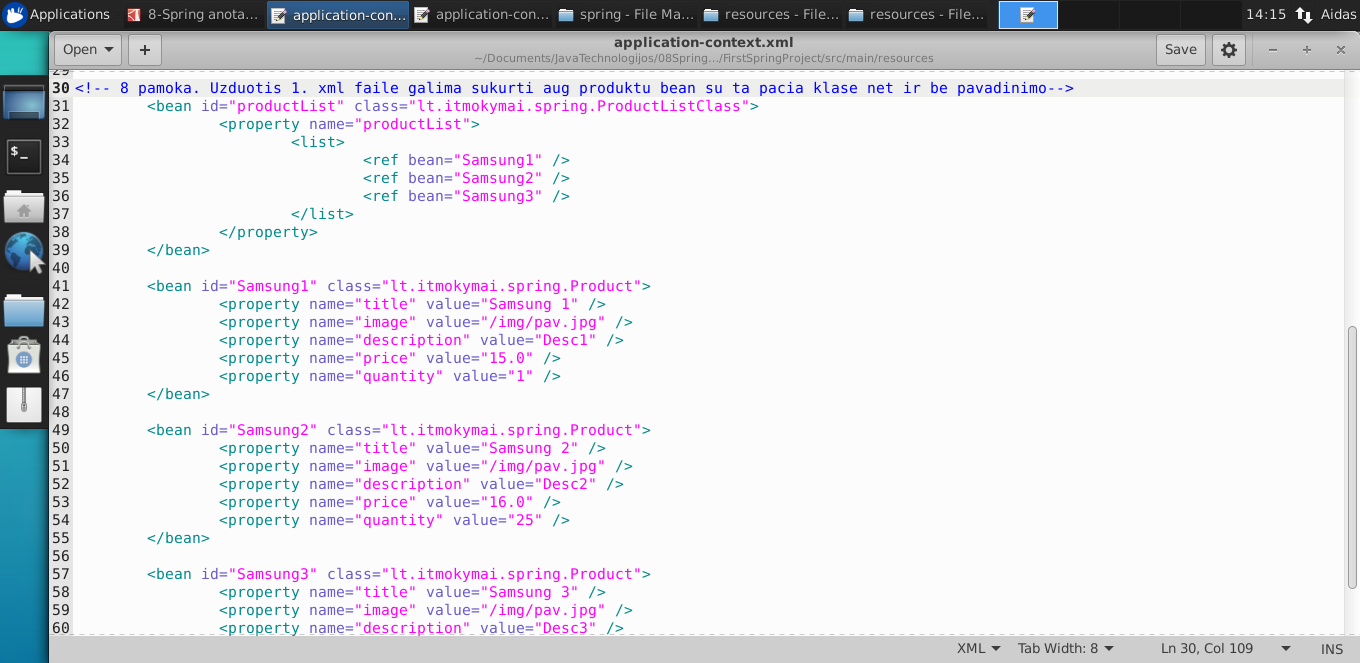 Applications 8-Spring anota... application-con... application-con... spring - File Ma... resources - File... resources - File... 14:15 Aidas
Open + application-context.xml Save
~/Documents/JavaTechnologijos/08Spring.../FirstSpringProject/src/main/resources
29
30 <!-- 8 pamoka. Uzduotis 1. xml faile galima sukurti aug produktu bean su ta pacia klase net ir be pavadinimo-->
31 <bean id="productList" class="lt.itmokymai.spring.ProductListClass">
32 <property name="productList">
33 <list>
34 <ref bean="Samsung1" />
35 <ref bean="Samsung2" />
36 <ref bean="Samsung3" />
37 </list>
38 </property>
39 </bean>
40
41 <bean id="Samsung1" class="lt.itmokymai.spring.Product">
42 <property name="title" value="Samsung 1" />
43 <property name="image" value="/img/pav.jpg" />
44 <property name="description" value="Desc1" />
45 <property name="price" value="15.0" />
46 <property name="quantity" value="1" />
47 </bean>
48
49 <bean id="Samsung2" class="lt.itmokymai.spring.Product">
50 <property name="title" value="Samsung 2" />
51 <property name="image" value="/img/pav.jpg" />
52 <property name="description" value="Desc2" />
53 <property name="price" value="16.0" />
54 <property name="quantity" value="25" />
55 </bean>
56
57 <bean id="Samsung3" class="lt.itmokymai.spring.Product">
58 <property name="title" value="Samsung 3" />
59 <property name="image" value="/img/pav.jpg" />
60 <property name="description" value="Desc3" />
XML Tab Width: 8 Ln 30, Col 109 INS